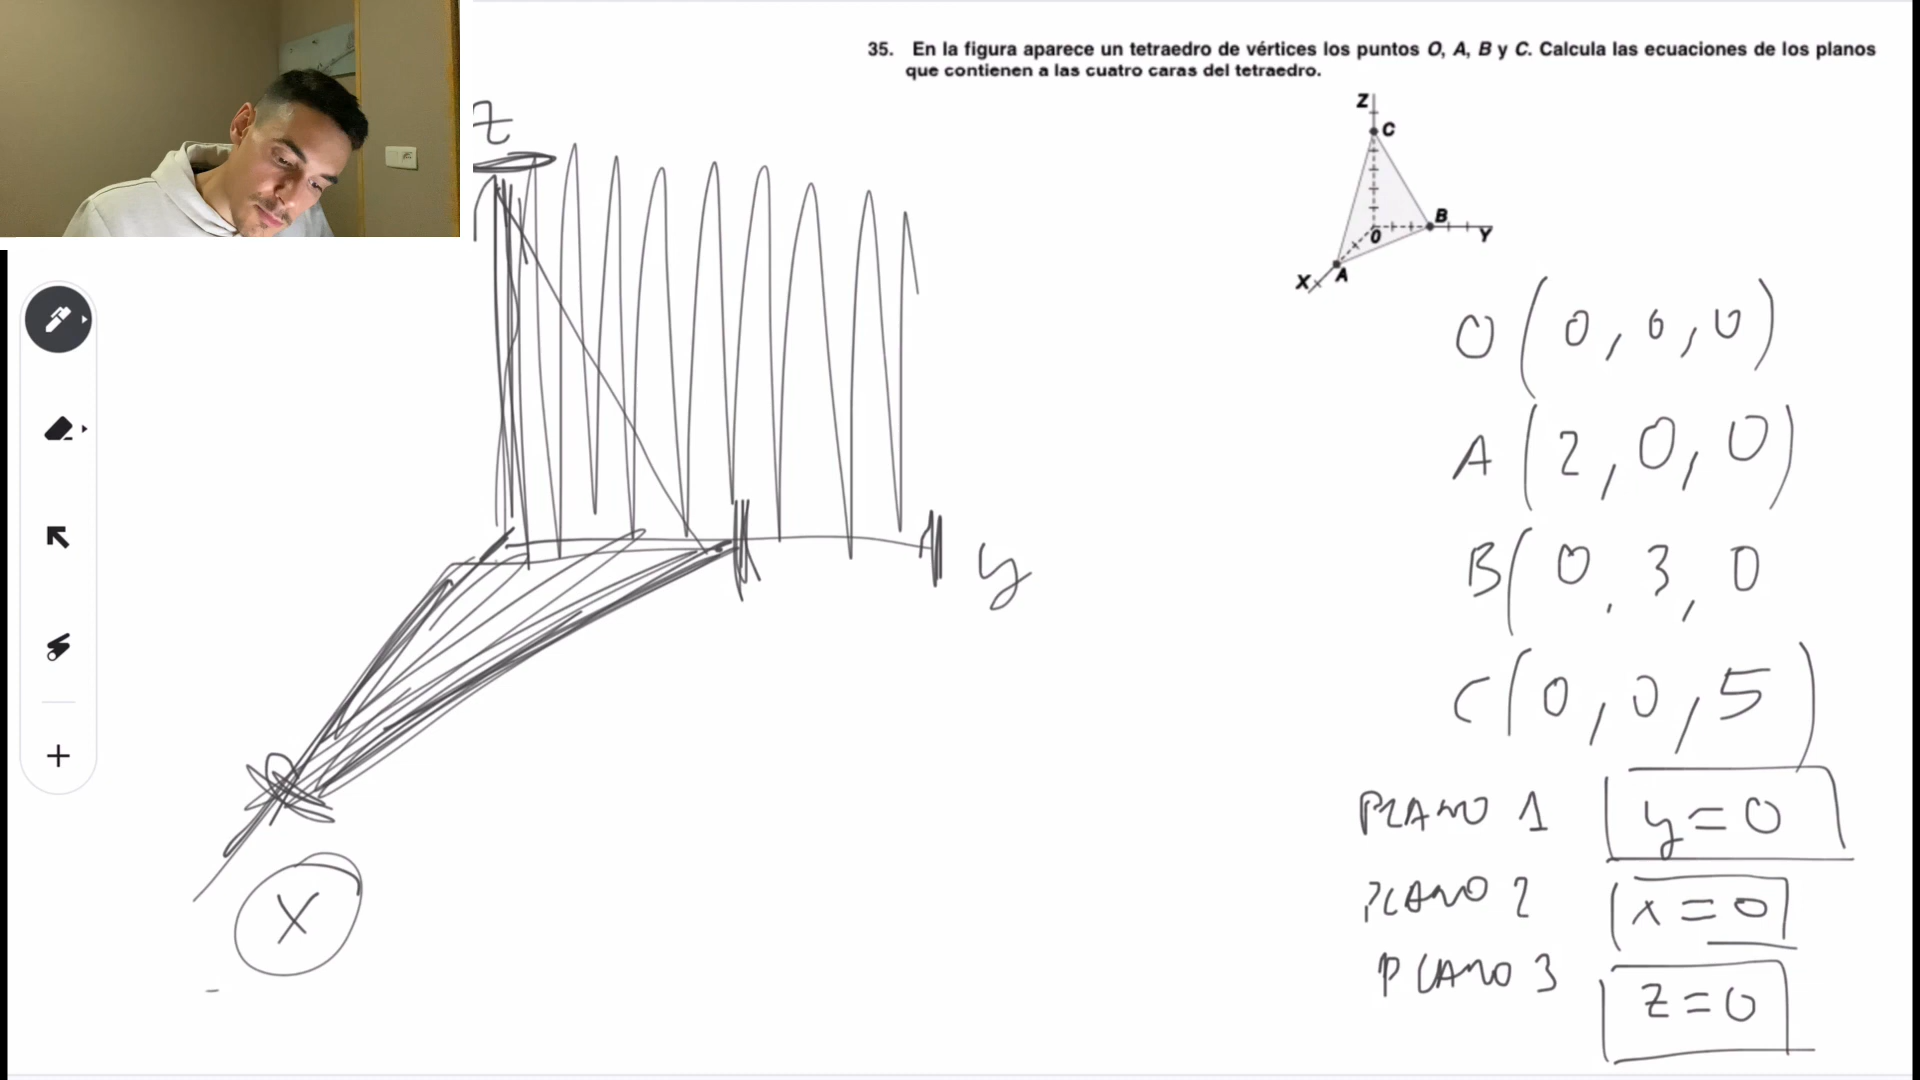 35. En la figura aparece un tetraedro de vértices los puntos O, A, B y C. Calcula las ecuaciones de los planos
que contienen a las cuatro caras del tetraedro.
Z
C
B
O
Y
X
A
z
y
X
O(0,0,0)
A(2,0,0)
B(0,3,0
C(0,0,5)
PLANO 1 y=0
PLANO 2 x=0
PLANO 3 z=0